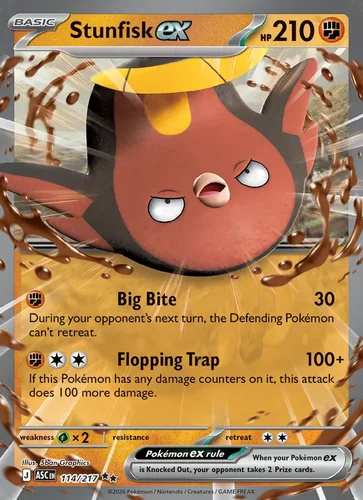 BASIC Stunfisk ex HP 210
Big Bite 30
During your opponent's next turn, the Defending Pokémon
can't retreat.
Flopping Trap 100+
If this Pokémon has any damage counters on it, this attack
does 100 more damage.
weakness ×2 resistance retreat
Pokémon ex rule When your Pokémon ex
is Knocked Out, your opponent takes 2 Prize cards.
Illus. 5ban Graphics
J ASC EN 114/217
©2026 Pokémon / Nintendo / Creatures / GAME FREAK